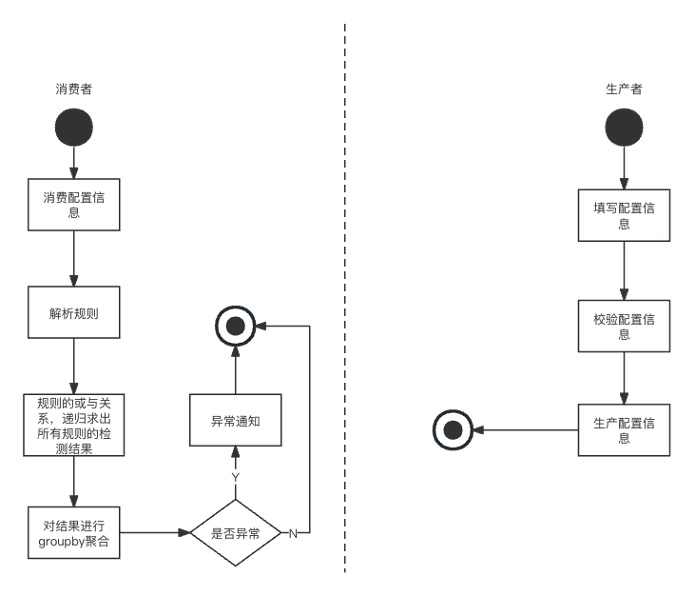 消费者
消费配置信
息
解析规则
规则的或与关
系，递归求出
所有规则的检
测结果
对结果进行
groupby聚合
是否异常
Y
N
异常通知
生产者
填写配置信
息
校验配置信
息
生产配置信
息